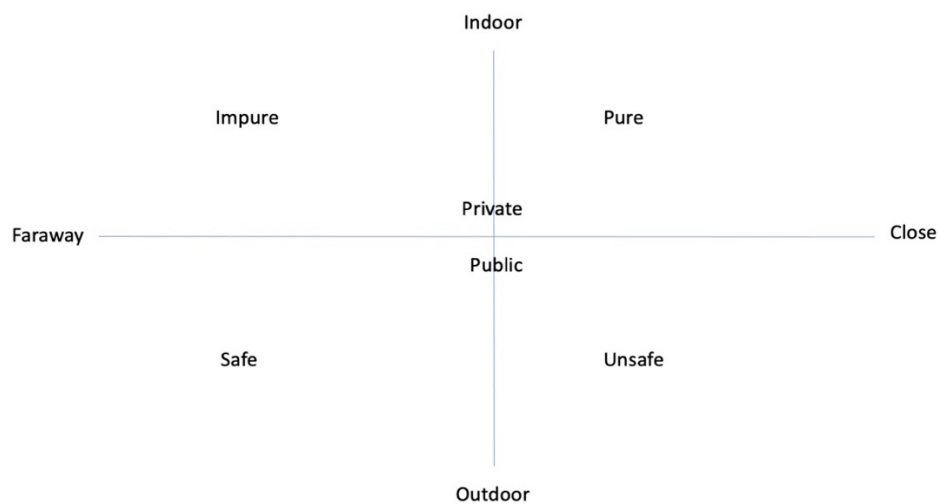 Indoor
Impure Pure
Private
Faraway Close
Public
Safe Unsafe
Outdoor